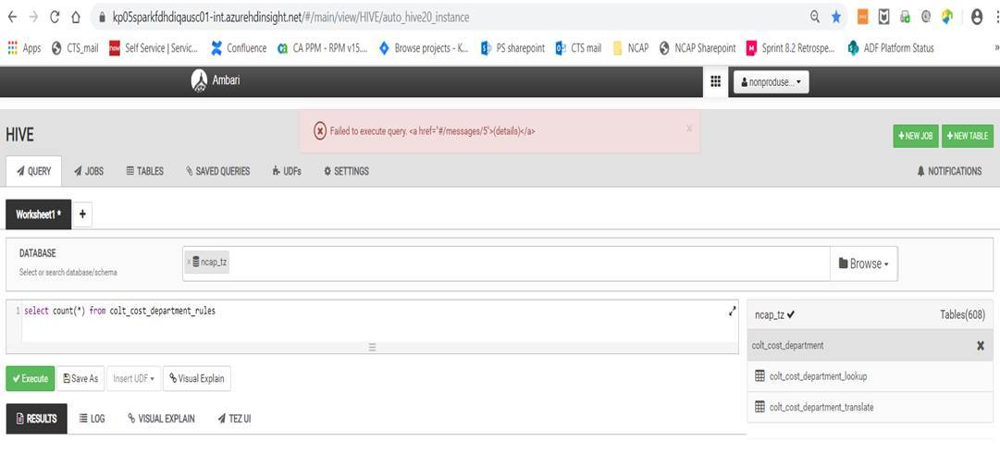 kp05sparkfdhdiqausc01-int.azurehdinsight.net/#/main/view/HIVE/auto_hive20_instance
Apps CTS_mail now Self Service | Servic... Confluence ca CA PPM - RPM v15.... Browse projects - K... PS sharepoint CTS mail NCAP NCAP Sharepoint M Sprint 8.2 Retrospe... ADF Platform Status »
Ambari nonproduse...
HIVE Failed to execute query. <a href="#/messages/5">(details)</a> x +NEW JOB +NEW TABLE
QUERY JOBS TABLES SAVED QUERIES UDFs SETTINGS NOTIFICATIONS
Worksheet1 * +
DATABASE
Select or search database/schema
x ncap_tz Browse
1 select count(*) from colt_cost_department_rules
ncap_tz Tables(608)
colt_cost_department
colt_cost_department_lookup
colt_cost_department_translate
Execute Save As Insert UDF Visual Explain
RESULTS LOG VISUAL EXPLAIN TEZ UI